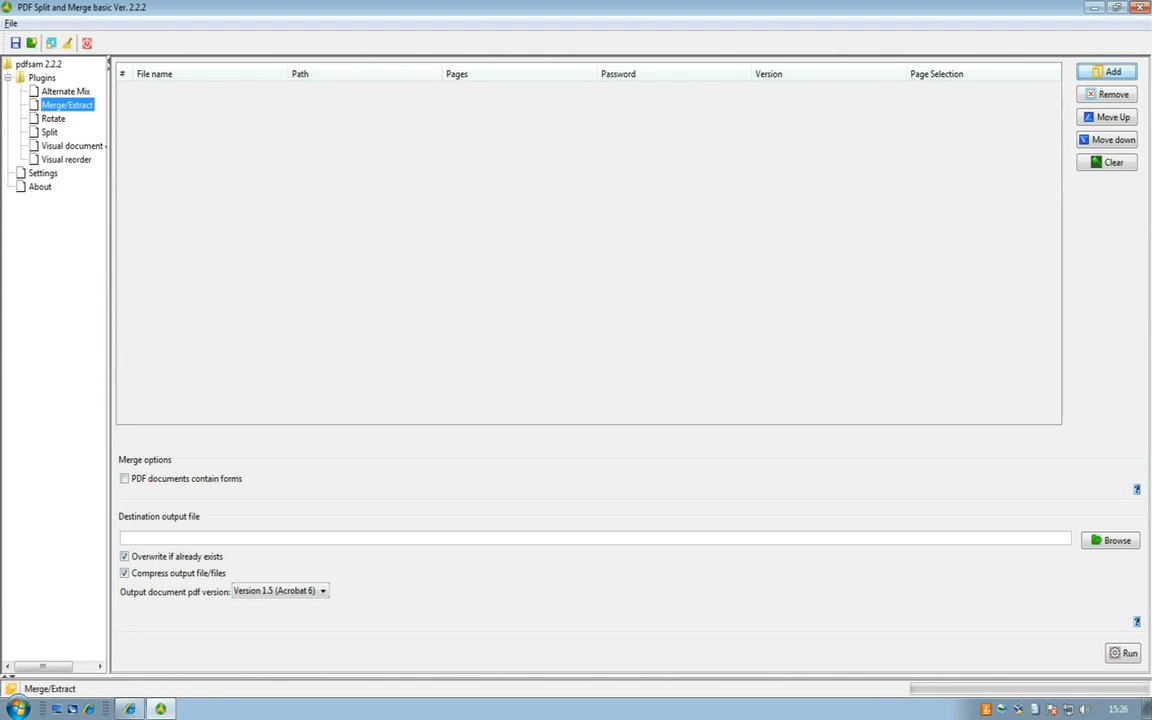 PDF Split and Merge basic Ver. 2.2.2
File
pdfsam 2.2.2
Plugins
Alternate Mix
Merge/Extract
Rotate
Split
Visual document
Visual reorder
Settings
About
# File name Path Pages Password Version Page Selection
Add
Remove
Move Up
Move down
Clear
Merge options
PDF documents contain forms
Destination output file
Browse
Overwrite if already exists
Compress output file/files
Output document pdf version: Version 1.5 (Acrobat 6)
Run
Merge/Extract
15:26